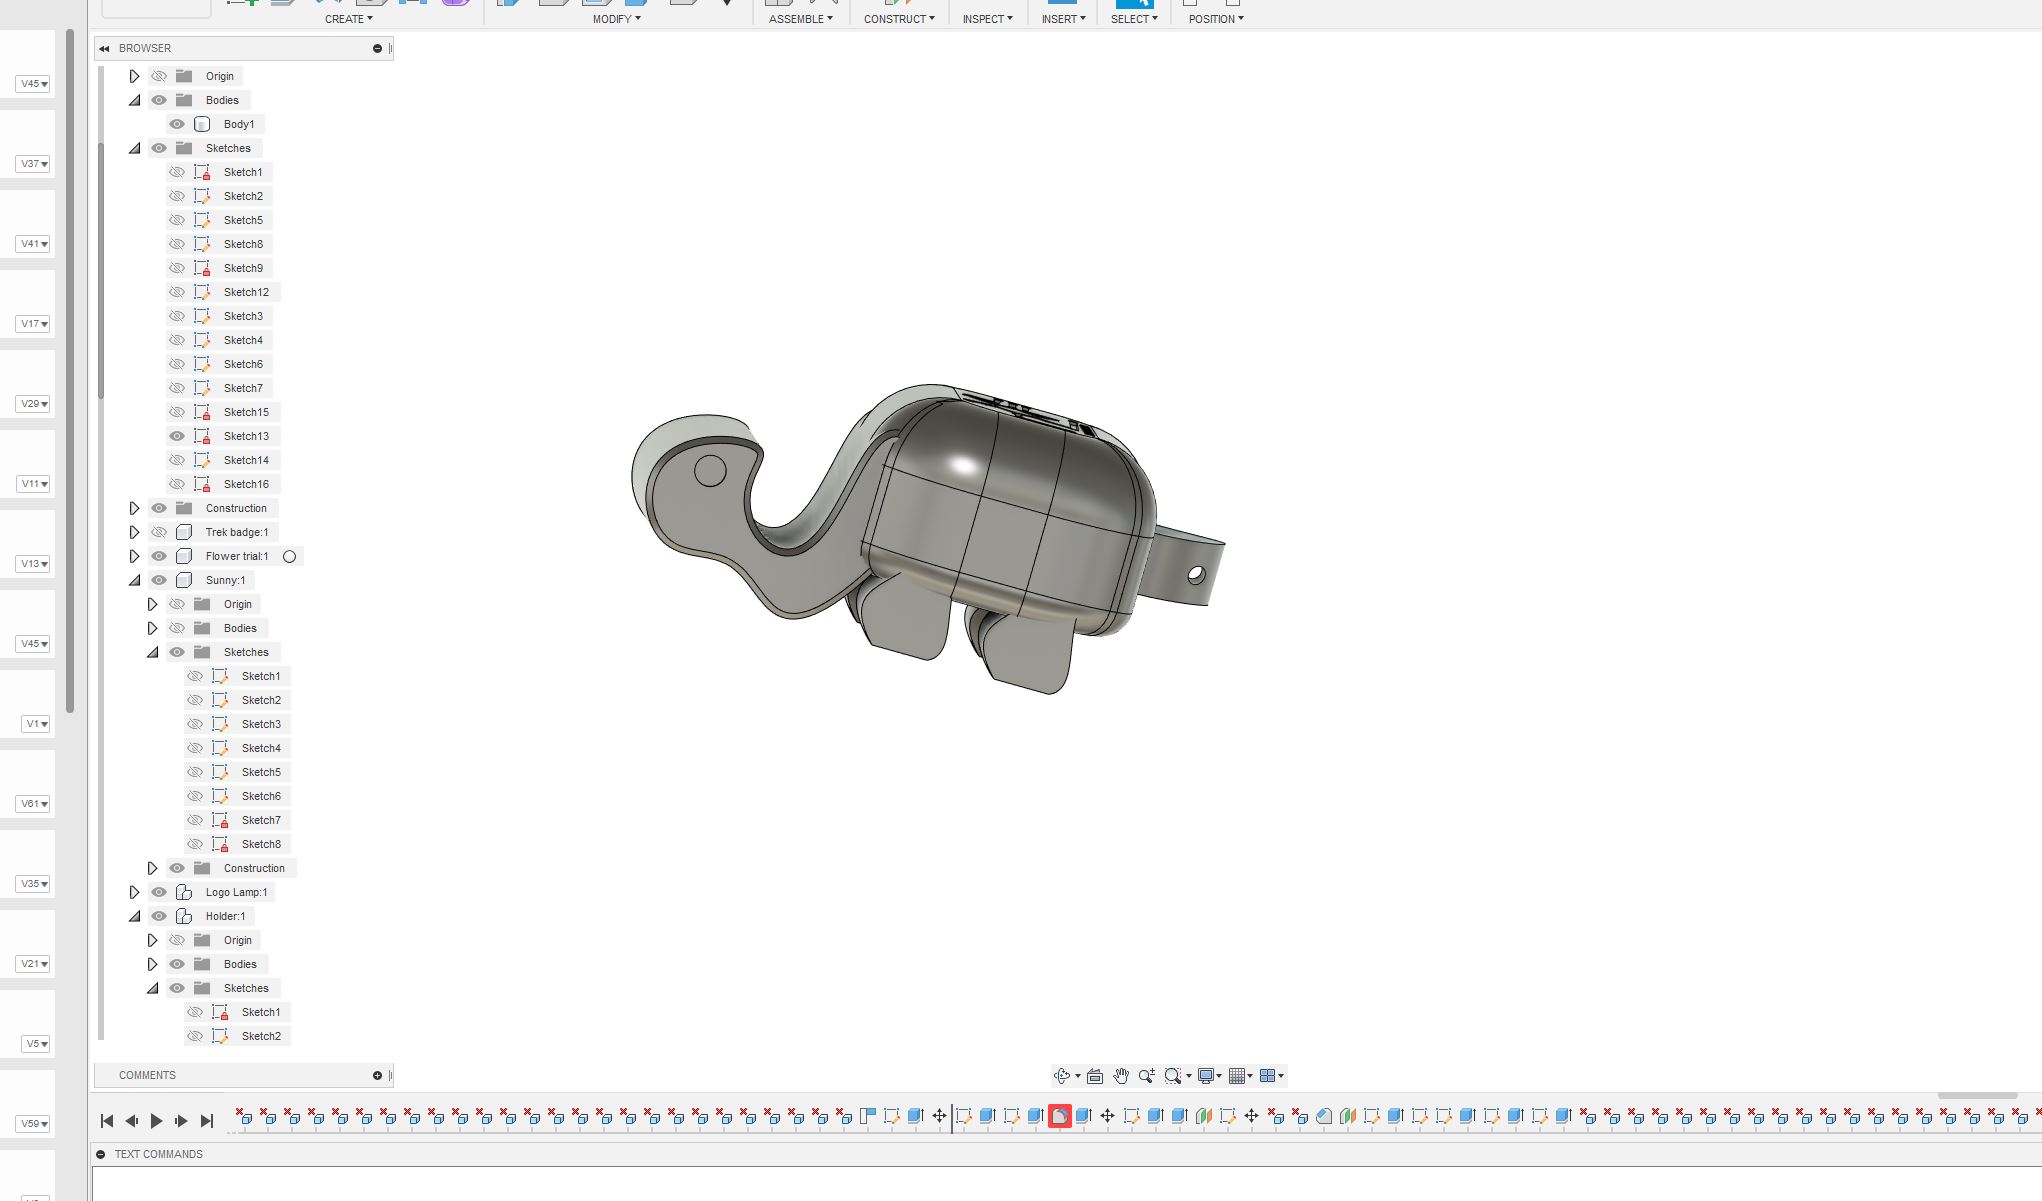 CREATE MODIFY ASSEMBLE CONSTRUCT INSPECT INSERT SELECT POSITION
BROWSER
Origin
Bodies
Body1
Sketches
Sketch1
Sketch2
Sketch5
Sketch8
Sketch9
Sketch12
Sketch3
Sketch4
Sketch6
Sketch7
Sketch15
Sketch13
Sketch14
Sketch16
Construction
Trek badge:1
Flower trial:1
Sunny:1
Origin
Bodies
Sketches
Sketch1
Sketch2
Sketch3
Sketch4
Sketch5
Sketch6
Sketch7
Sketch8
Construction
Logo Lamp:1
Holder:1
Origin
Bodies
Sketches
Sketch1
Sketch2
COMMENTS
TEXT COMMANDS
V45
V37
V41
V17
V29
V11
V13
V45
V1
V61
V35
V21
V5
V59